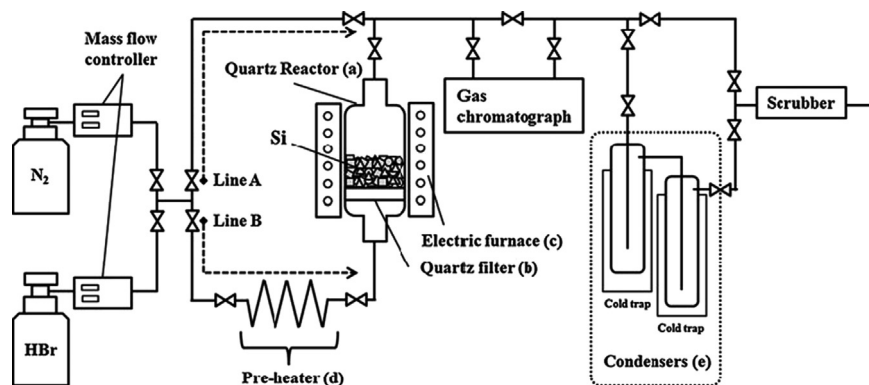 Mass flow
controller
Quartz Reactor (a)
Gas
chromatograph
Scrubber
Si
N2
Line A
Line B
Electric furnace (c)
Quartz filter (b)
Cold trap
Cold trap
HBr
Pre-heater (d)
Condensers (e)